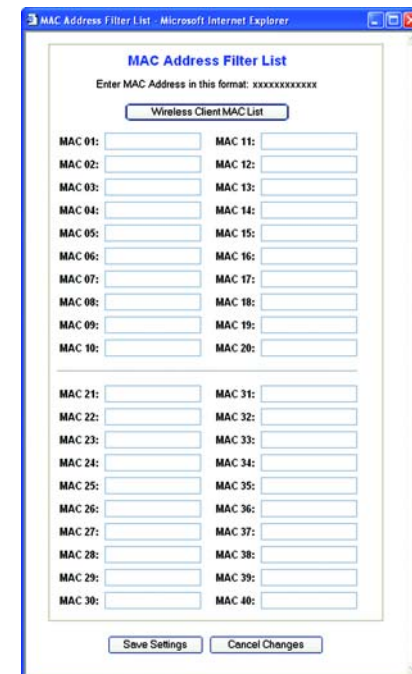 MAC Address Filter List - Microsoft Internet Explorer
MAC Address Filter List
Enter MAC Address in this format: xxxxxxxxxxxx
Wireless Client MAC List
MAC 01: MAC 11:
MAC 02: MAC 12:
MAC 03: MAC 13:
MAC 04: MAC 14:
MAC 05: MAC 15:
MAC 06: MAC 16:
MAC 07: MAC 17:
MAC 08: MAC 18:
MAC 09: MAC 19:
MAC 10: MAC 20:
MAC 21: MAC 31:
MAC 22: MAC 32:
MAC 23: MAC 33:
MAC 24: MAC 34:
MAC 25: MAC 35:
MAC 26: MAC 36:
MAC 27: MAC 37:
MAC 28: MAC 38:
MAC 29: MAC 39:
MAC 30: MAC 40:
Save Settings Cancel Changes